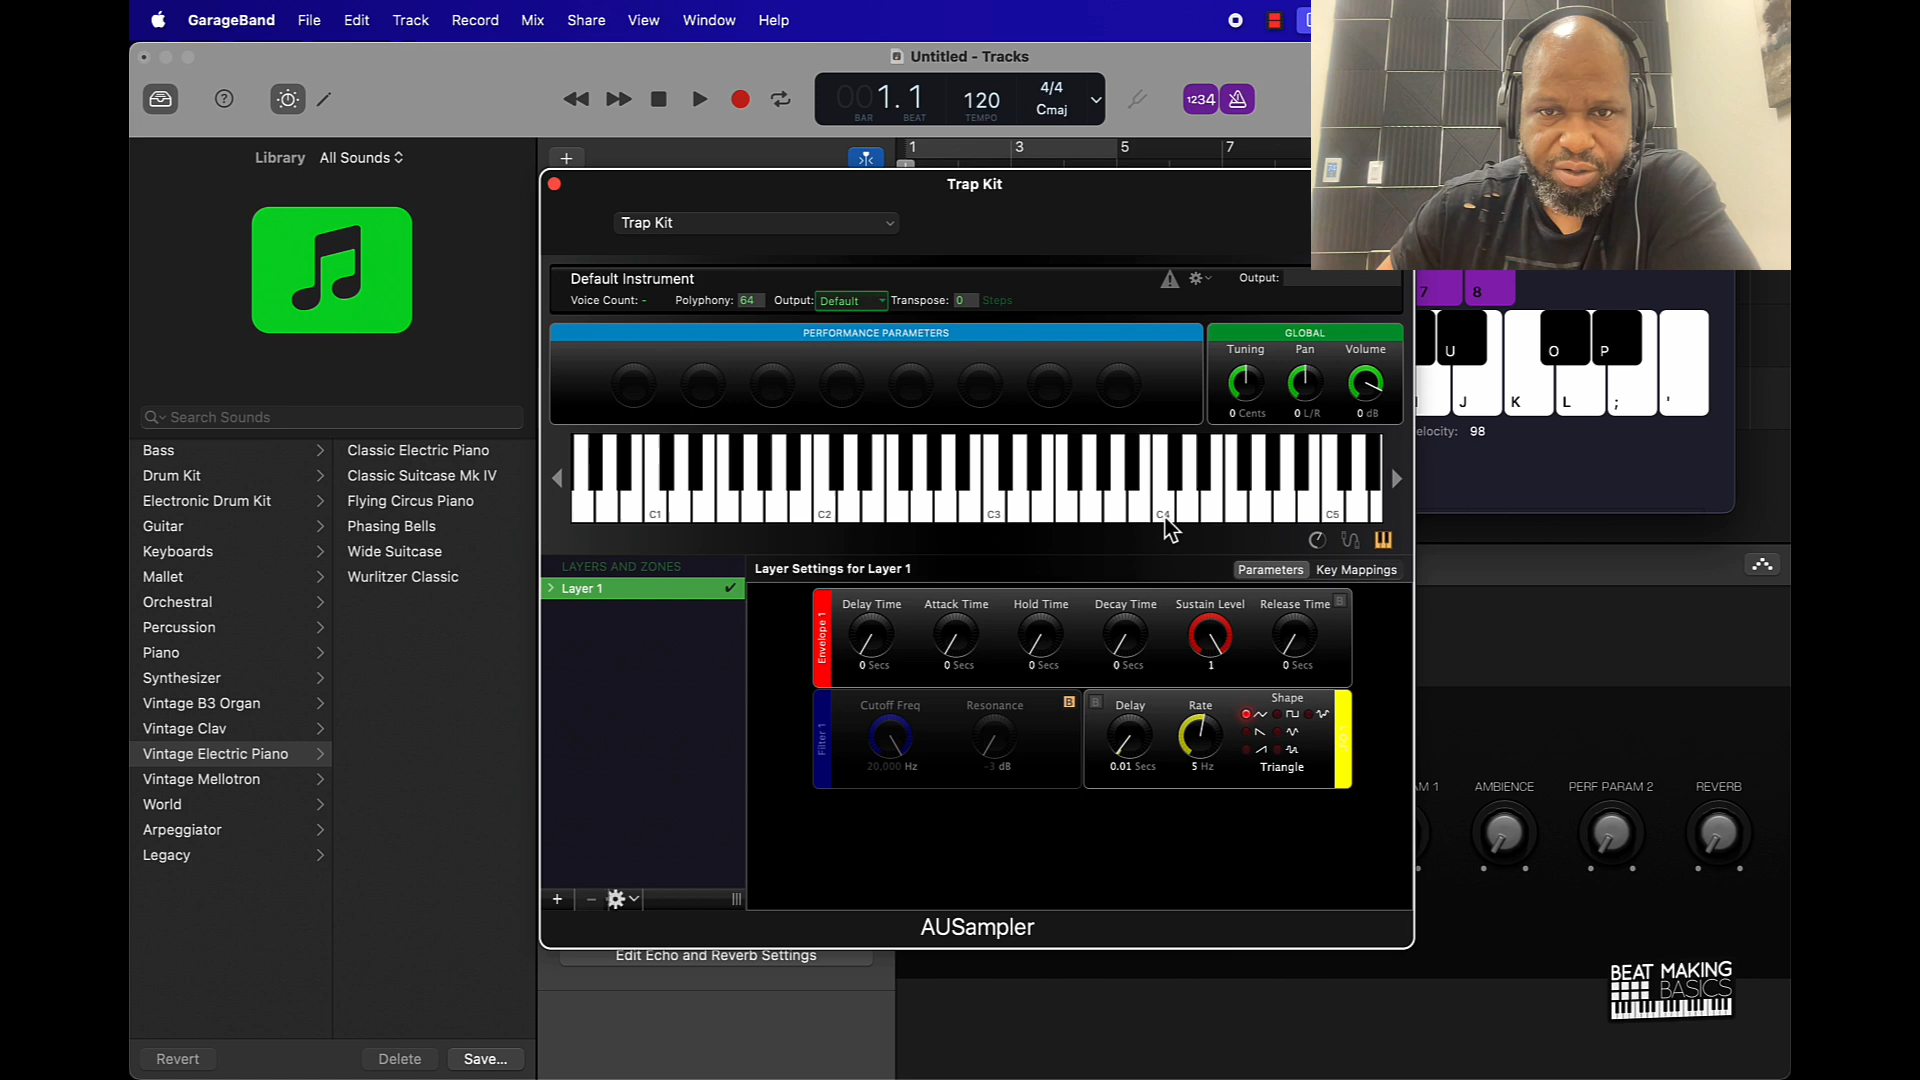 GarageBand File Edit Track Record Mix Share View Window Help
Untitled - Tracks
001.1
BAR BEAT
120
TEMPO
4/4
Cmaj
1234
Library All Sounds
1 3 5 7
Search Sounds
Bass
Drum Kit
Electronic Drum Kit
Guitar
Keyboards
Mallet
Orchestral
Percussion
Piano
Synthesizer
Vintage B3 Organ
Vintage Clav
Vintage Electric Piano
Vintage Mellotron
World
Arpeggiator
Legacy
Classic Electric Piano
Classic Suitcase Mk IV
Flying Circus Piano
Phasing Bells
Wide Suitcase
Wurlitzer Classic
Revert Delete Save...
Trap Kit
Trap Kit
Default Instrument
Output:
Voice Count: - Polyphony: 64 Output: Default Transpose: 0 Steps
PERFORMANCE PARAMETERS
GLOBAL
Tuning Pan Volume
0 Cents 0 L/R 0 dB
C1 C2 C3 C4 C5
LAYERS AND ZONES
Layer 1
Layer Settings for Layer 1
Parameters Key Mappings
Envelope 1
Delay Time Attack Time Hold Time Decay Time Sustain Level Release Time B
0 Secs 0 Secs 0 Secs 0 Secs 1 0 Secs
Filter 1
Cutoff Freq Resonance B
20,000 Hz -3 dB
B Delay Rate Shape
0.01 Secs 5 Hz Triangle
AUSampler
Edit Echo and Reverb Settings
7 8
U O P
J K L ; '
elocity: 98
M 1 AMBIENCE PERF PARAM 2 REVERB
BEAT MAKING
BASICS